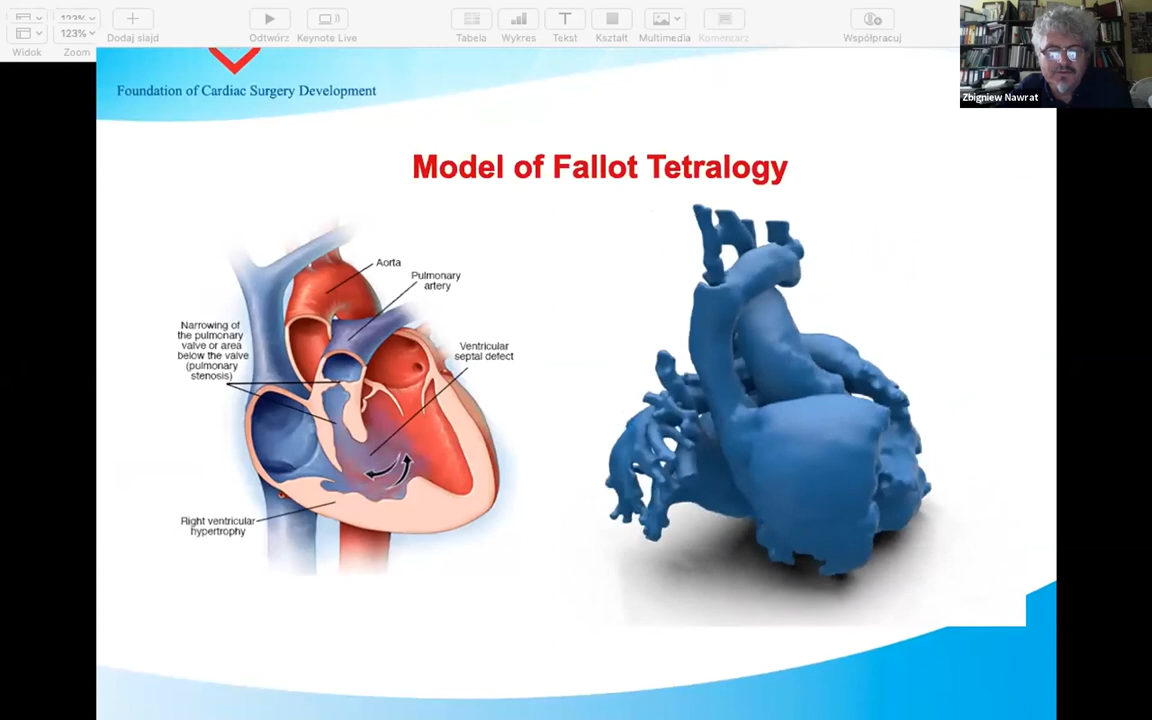 123%
123%
Widok
Zoom
Dodaj slajd
Odtwórz
Keynote Live
Tabela
Wykres
Tekst
Kształt
Multimedia
Komentarz
Współpracuj
Zbigniew Nawrat
Foundation of Cardiac Surgery Development
Model of Fallot Tetralogy
Aorta
Pulmonary
artery
Narrowing of
the pulmonary
valve or area
below the valve
(pulmonary
stenosis)
Ventricular
septal defect
Right ventricular
hypertrophy